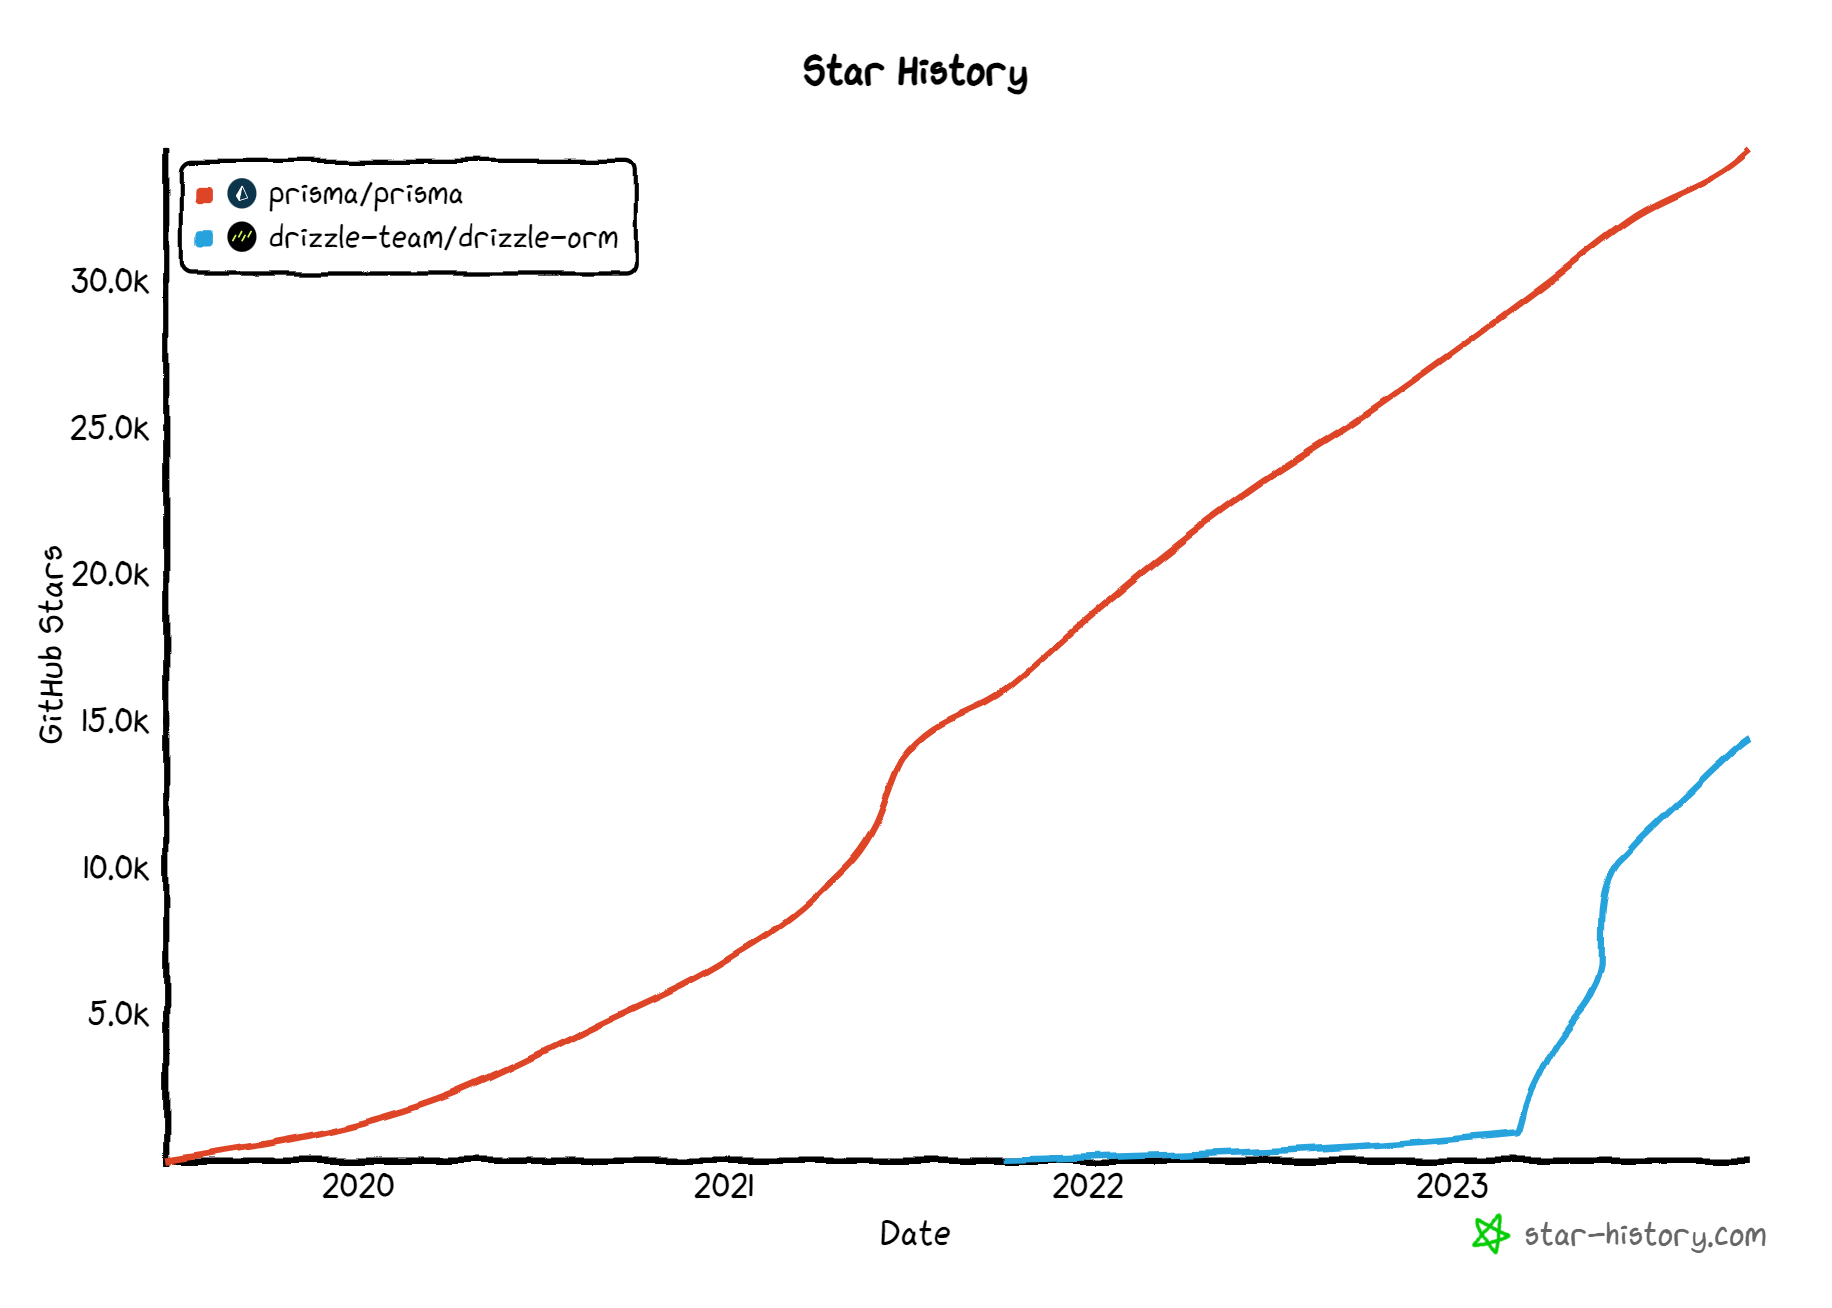 Star History
prisma/prisma
drizzle-team/drizzle-orm
30.0k
25.0k
20.0k
15.0k
10.0k
5.0k
GitHub Stars
2020 2021 2022 2023
Date
star-history.com